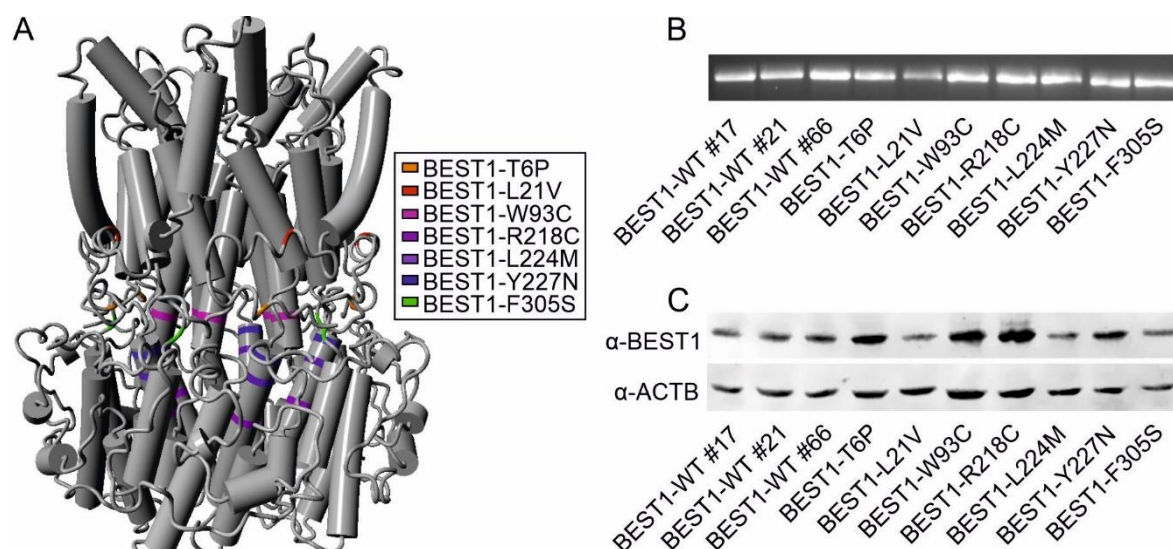 A
BEST1-T6P
BEST1-L21V
BEST1-W93C
BEST1-R218C
BEST1-L224M
BEST1-Y227N
BEST1-F305S
B
BEST1-WT #17
BEST1-WT #21
BEST1-WT #66
BEST1-T6P
BEST1-L21V
BEST1-W93C
BEST1-R218C
BEST1-L224M
BEST1-Y227N
BEST1-F305S
C
α-BEST1
α-ACTB
BEST1-WT #17
BEST1-WT #21
BEST1-WT #66
BEST1-T6P
BEST1-L21V
BEST1-W93C
BEST1-R218C
BEST1-L224M
BEST1-Y227N
BEST1-F305S